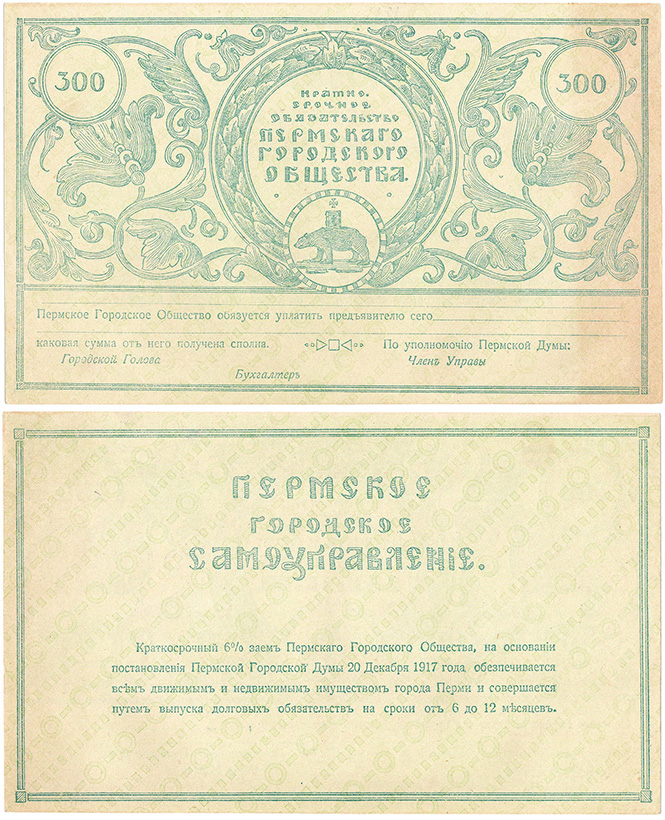 300
300
Кратко-
срочное
обязательство
Пермскаго
Городского
Общества.
Пермское Городское Общество обязуется уплатить предъявителю сего
каковая сумма отъ него получена сполна.
По уполномочію Пермской Думы:
Городской Голова
Членъ Управы
Бухгалтеръ
ПЕРМСКОЕ
ГОРОДСКОЕ
САМОУПРАВЛЕНІЕ.
Краткосрочный 6% заемъ Пермскаго Городского Общества, на основаніи
постановленія Пермской Городской Думы 20 Декабря 1917 года, обезпечивается
всѣмъ движимымъ и недвижимымъ имуществомъ города Перми и совершается
путемъ выпуска долговыхъ обязательствъ на сроки отъ 6 до 12 мѣсяцевъ.